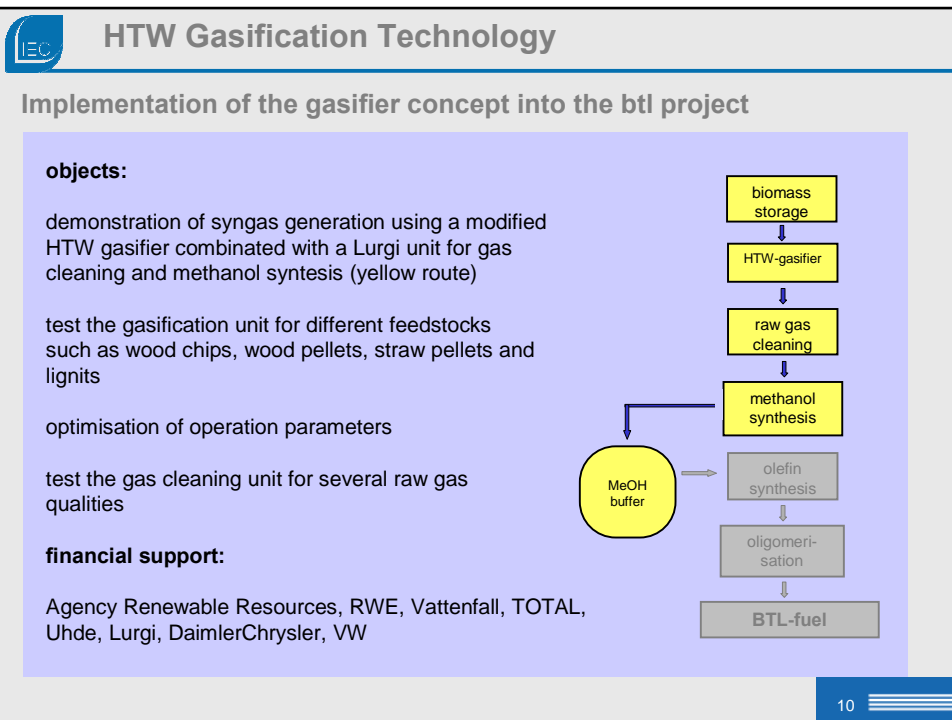 IEC
HTW Gasification Technology
Implementation of the gasifier concept into the btl project
objects:
demonstration of syngas generation using a modified
HTW gasifier combined with a Lurgi unit for gas
cleaning and methanol syntesis (yellow route)
test the gasification unit for different feedstocks
such as wood chips, wood pellets, straw pellets and
lignits
optimisation of operation parameters
test the gas cleaning unit for several raw gas
qualities
financial support:
Agency Renewable Resources, RWE, Vattenfall, TOTAL,
Uhde, Lurgi, DaimlerChrysler, VW
biomass
storage
HTW-gasifier
raw gas
cleaning
methanol
synthesis
MeOH
buffer
olefin
synthesis
oligomeri-
sation
BTL-fuel
10